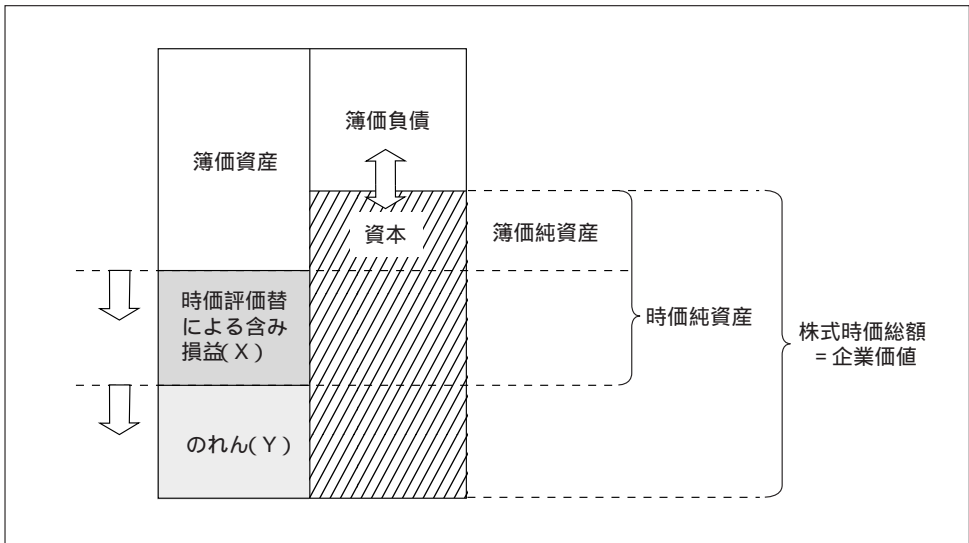 簿価負債
簿価資産
資本
簿価純資産
時価評価替
による含み
損益(X)
時価純資産
株式時価総額
=企業価値
のれん(Y)